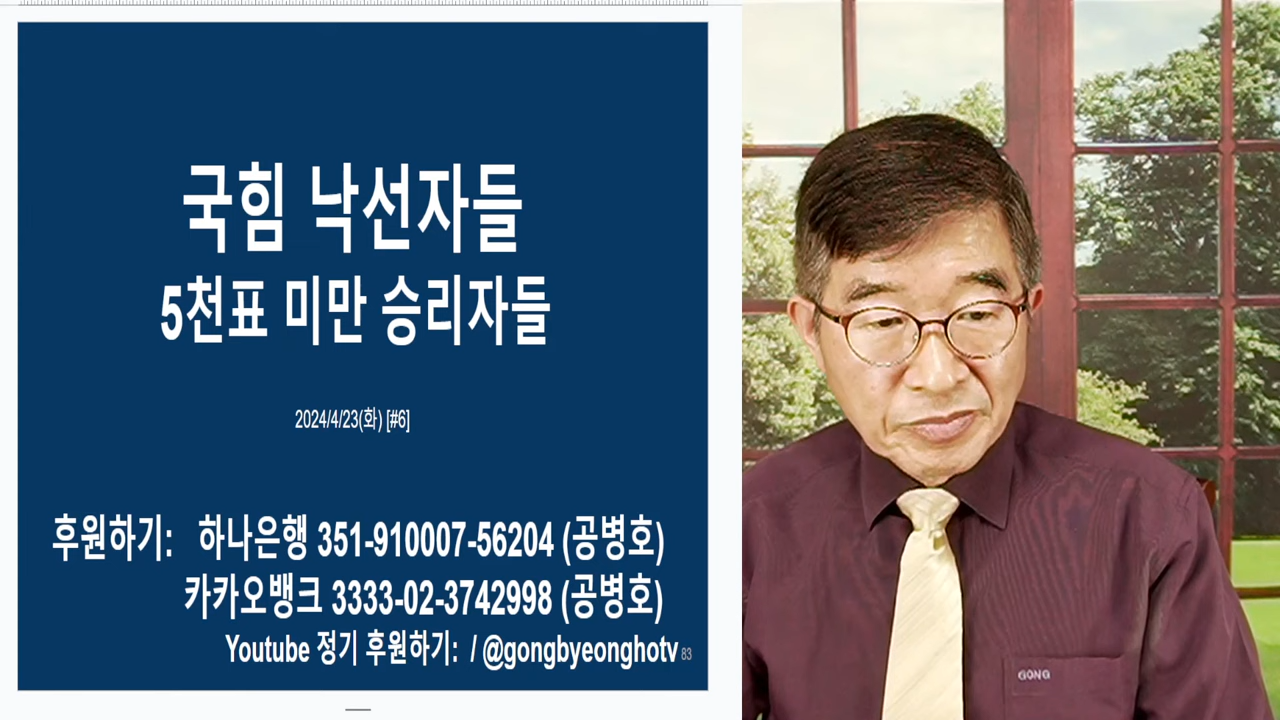 국힘 낙선자들
5천표 미만 승리자들
2024/4/23(화) [#6]
후원하기: 하나은행 351-910007-56204 (공병호)
카카오뱅크 3333-02-3742998 (공병호)
Youtube 정기 후원하기: / @gongbyeonghotv 83
GONG